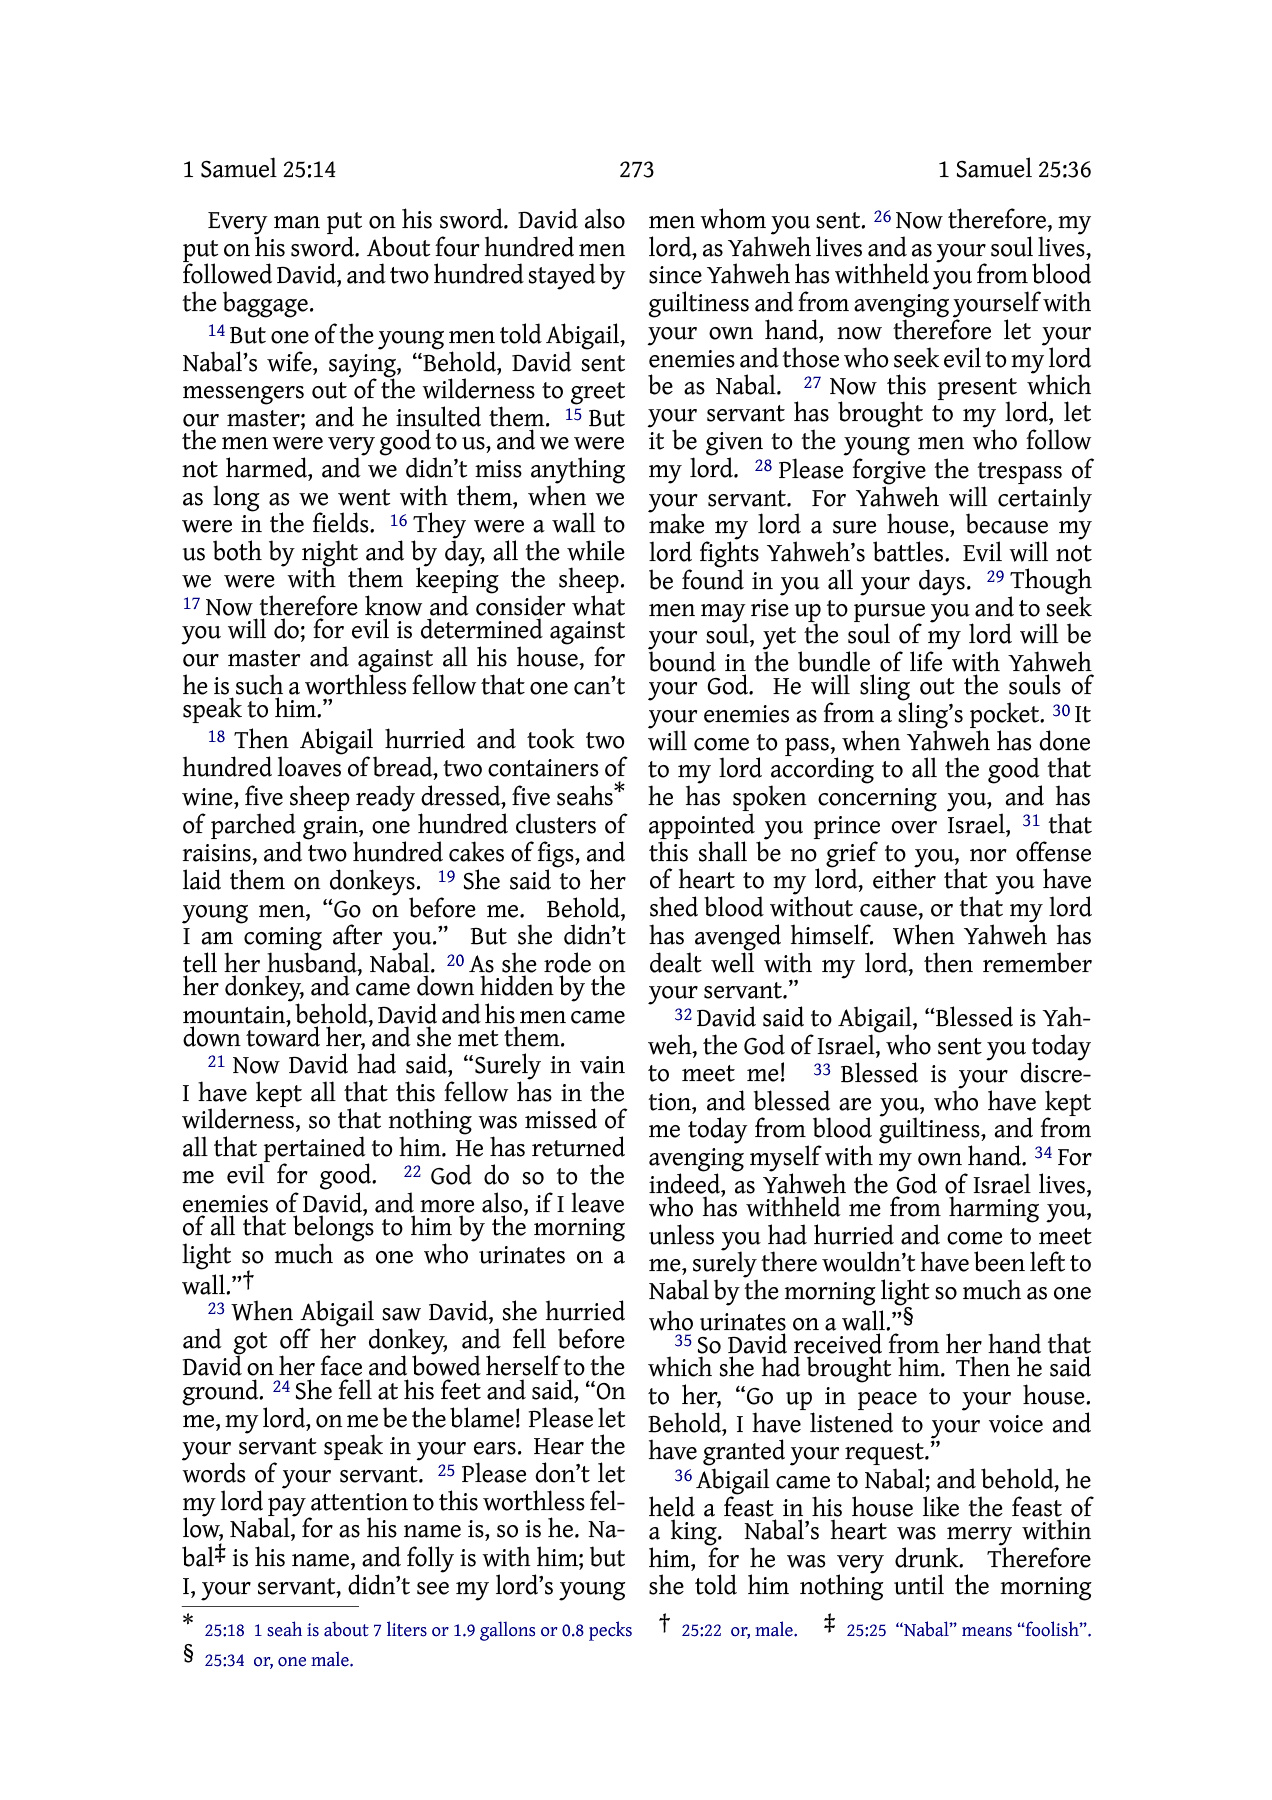 1 Samuel 25:14 273 1 Samuel 25:36
Every man put on his sword. David also
put on his sword. About four hundred men
followed David, and two hundred stayed by
the baggage.
14 But one of the young men told Abigail,
Nabal’s wife, saying, “Behold, David sent
messengers out of the wilderness to greet
our master; and he insulted them. 15 But
the men were very good to us, and we were
not harmed, and we didn’t miss anything
as long as we went with them, when we
were in the fields. 16 They were a wall to
us both by night and by day, all the while
we were with them keeping the sheep.
17 Now therefore know and consider what
you will do; for evil is determined against
our master and against all his house, for
he is such a worthless fellow that one can’t
speak to him.”
18 Then Abigail hurried and took two
hundred loaves of bread, two containers of
wine, five sheep ready dressed, five seahs*
of parched grain, one hundred clusters of
raisins, and two hundred cakes of figs, and
laid them on donkeys. 19 She said to her
young men, “Go on before me. Behold,
I am coming after you.” But she didn’t
tell her husband, Nabal. 20 As she rode on
her donkey, and came down hidden by the
mountain, behold, David and his men came
down toward her, and she met them.
21 Now David had said, “Surely in vain
I have kept all that this fellow has in the
wilderness, so that nothing was missed of
all that pertained to him. He has returned
me evil for good. 22 God do so to the
enemies of David, and more also, if I leave
of all that belongs to him by the morning
light so much as one who urinates on a
wall.”†
23 When Abigail saw David, she hurried
and got off her donkey, and fell before
David on her face and bowed herself to the
ground. 24 She fell at his feet and said, “On
me, my lord, on me be the blame! Please let
your servant speak in your ears. Hear the
words of your servant. 25 Please don’t let
my lord pay attention to this worthless fel-
low, Nabal, for as his name is, so is he. Na-
bal‡ is his name, and folly is with him; but
I, your servant, didn’t see my lord’s young
men whom you sent. 26 Now therefore, my
lord, as Yahweh lives and as your soul lives,
since Yahweh has withheld you from blood
guiltiness and from avenging yourself with
your own hand, now therefore let your
enemies and those who seek evil to my lord
be as Nabal. 27 Now this present which
your servant has brought to my lord, let
it be given to the young men who follow
my lord. 28 Please forgive the trespass of
your servant. For Yahweh will certainly
make my lord a sure house, because my
lord fights Yahweh’s battles. Evil will not
be found in you all your days. 29 Though
men may rise up to pursue you and to seek
your soul, yet the soul of my lord will be
bound in the bundle of life with Yahweh
your God. He will sling out the souls of
your enemies as from a sling’s pocket. 30 It
will come to pass, when Yahweh has done
to my lord according to all the good that
he has spoken concerning you, and has
appointed you prince over Israel, 31 that
this shall be no grief to you, nor offense
of heart to my lord, either that you have
shed blood without cause, or that my lord
has avenged himself. When Yahweh has
dealt well with my lord, then remember
your servant.”
32 David said to Abigail, “Blessed is Yah-
weh, the God of Israel, who sent you today
to meet me! 33 Blessed is your discre-
tion, and blessed are you, who have kept
me today from blood guiltiness, and from
avenging myself with my own hand. 34 For
indeed, as Yahweh the God of Israel lives,
who has withheld me from harming you,
unless you had hurried and come to meet
me, surely there wouldn’t have been left to
Nabal by the morning light so much as one
who urinates on a wall.”§
35 So David received from her hand that
which she had brought him. Then he said
to her, “Go up in peace to your house.
Behold, I have listened to your voice and
have granted your request.”
36 Abigail came to Nabal; and behold, he
held a feast in his house like the feast of
a king. Nabal’s heart was merry within
him, for he was very drunk. Therefore
she told him nothing until the morning
* 25:18 1 seah is about 7 liters or 1.9 gallons or 0.8 pecks † 25:22 or, male. ‡ 25:25 “Nabal” means “foolish”.
§ 25:34 or, one male.